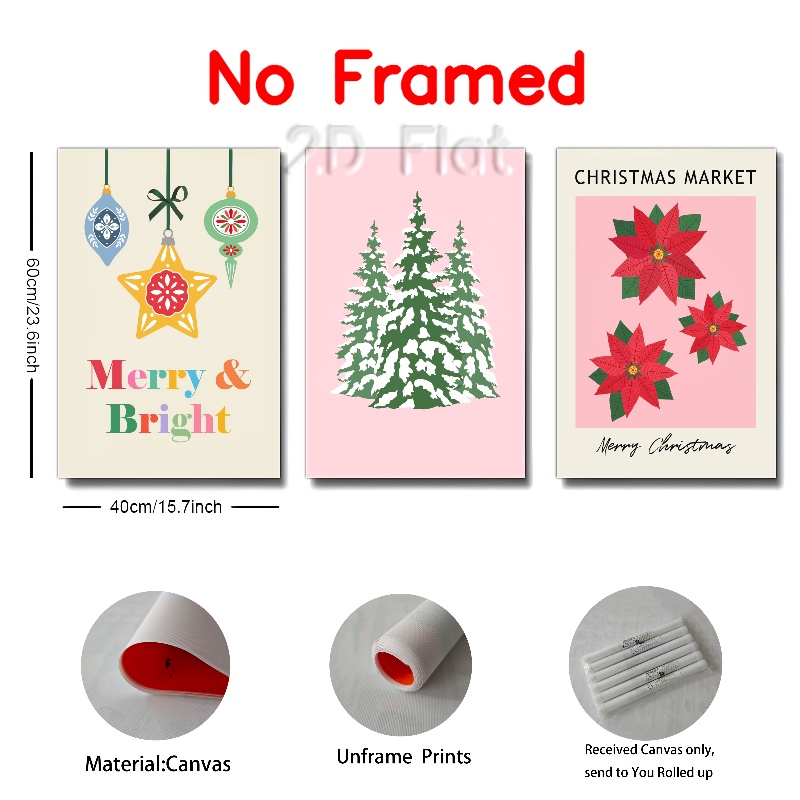 No Framed
2D Flat
CHRISTMAS MARKET
60cm/23.6inch
Merry &
Bright
Merry Christmas
40cm/15.7inch
Material:Canvas
Unframe Prints
Received Canvas only,
send to You Rolled up